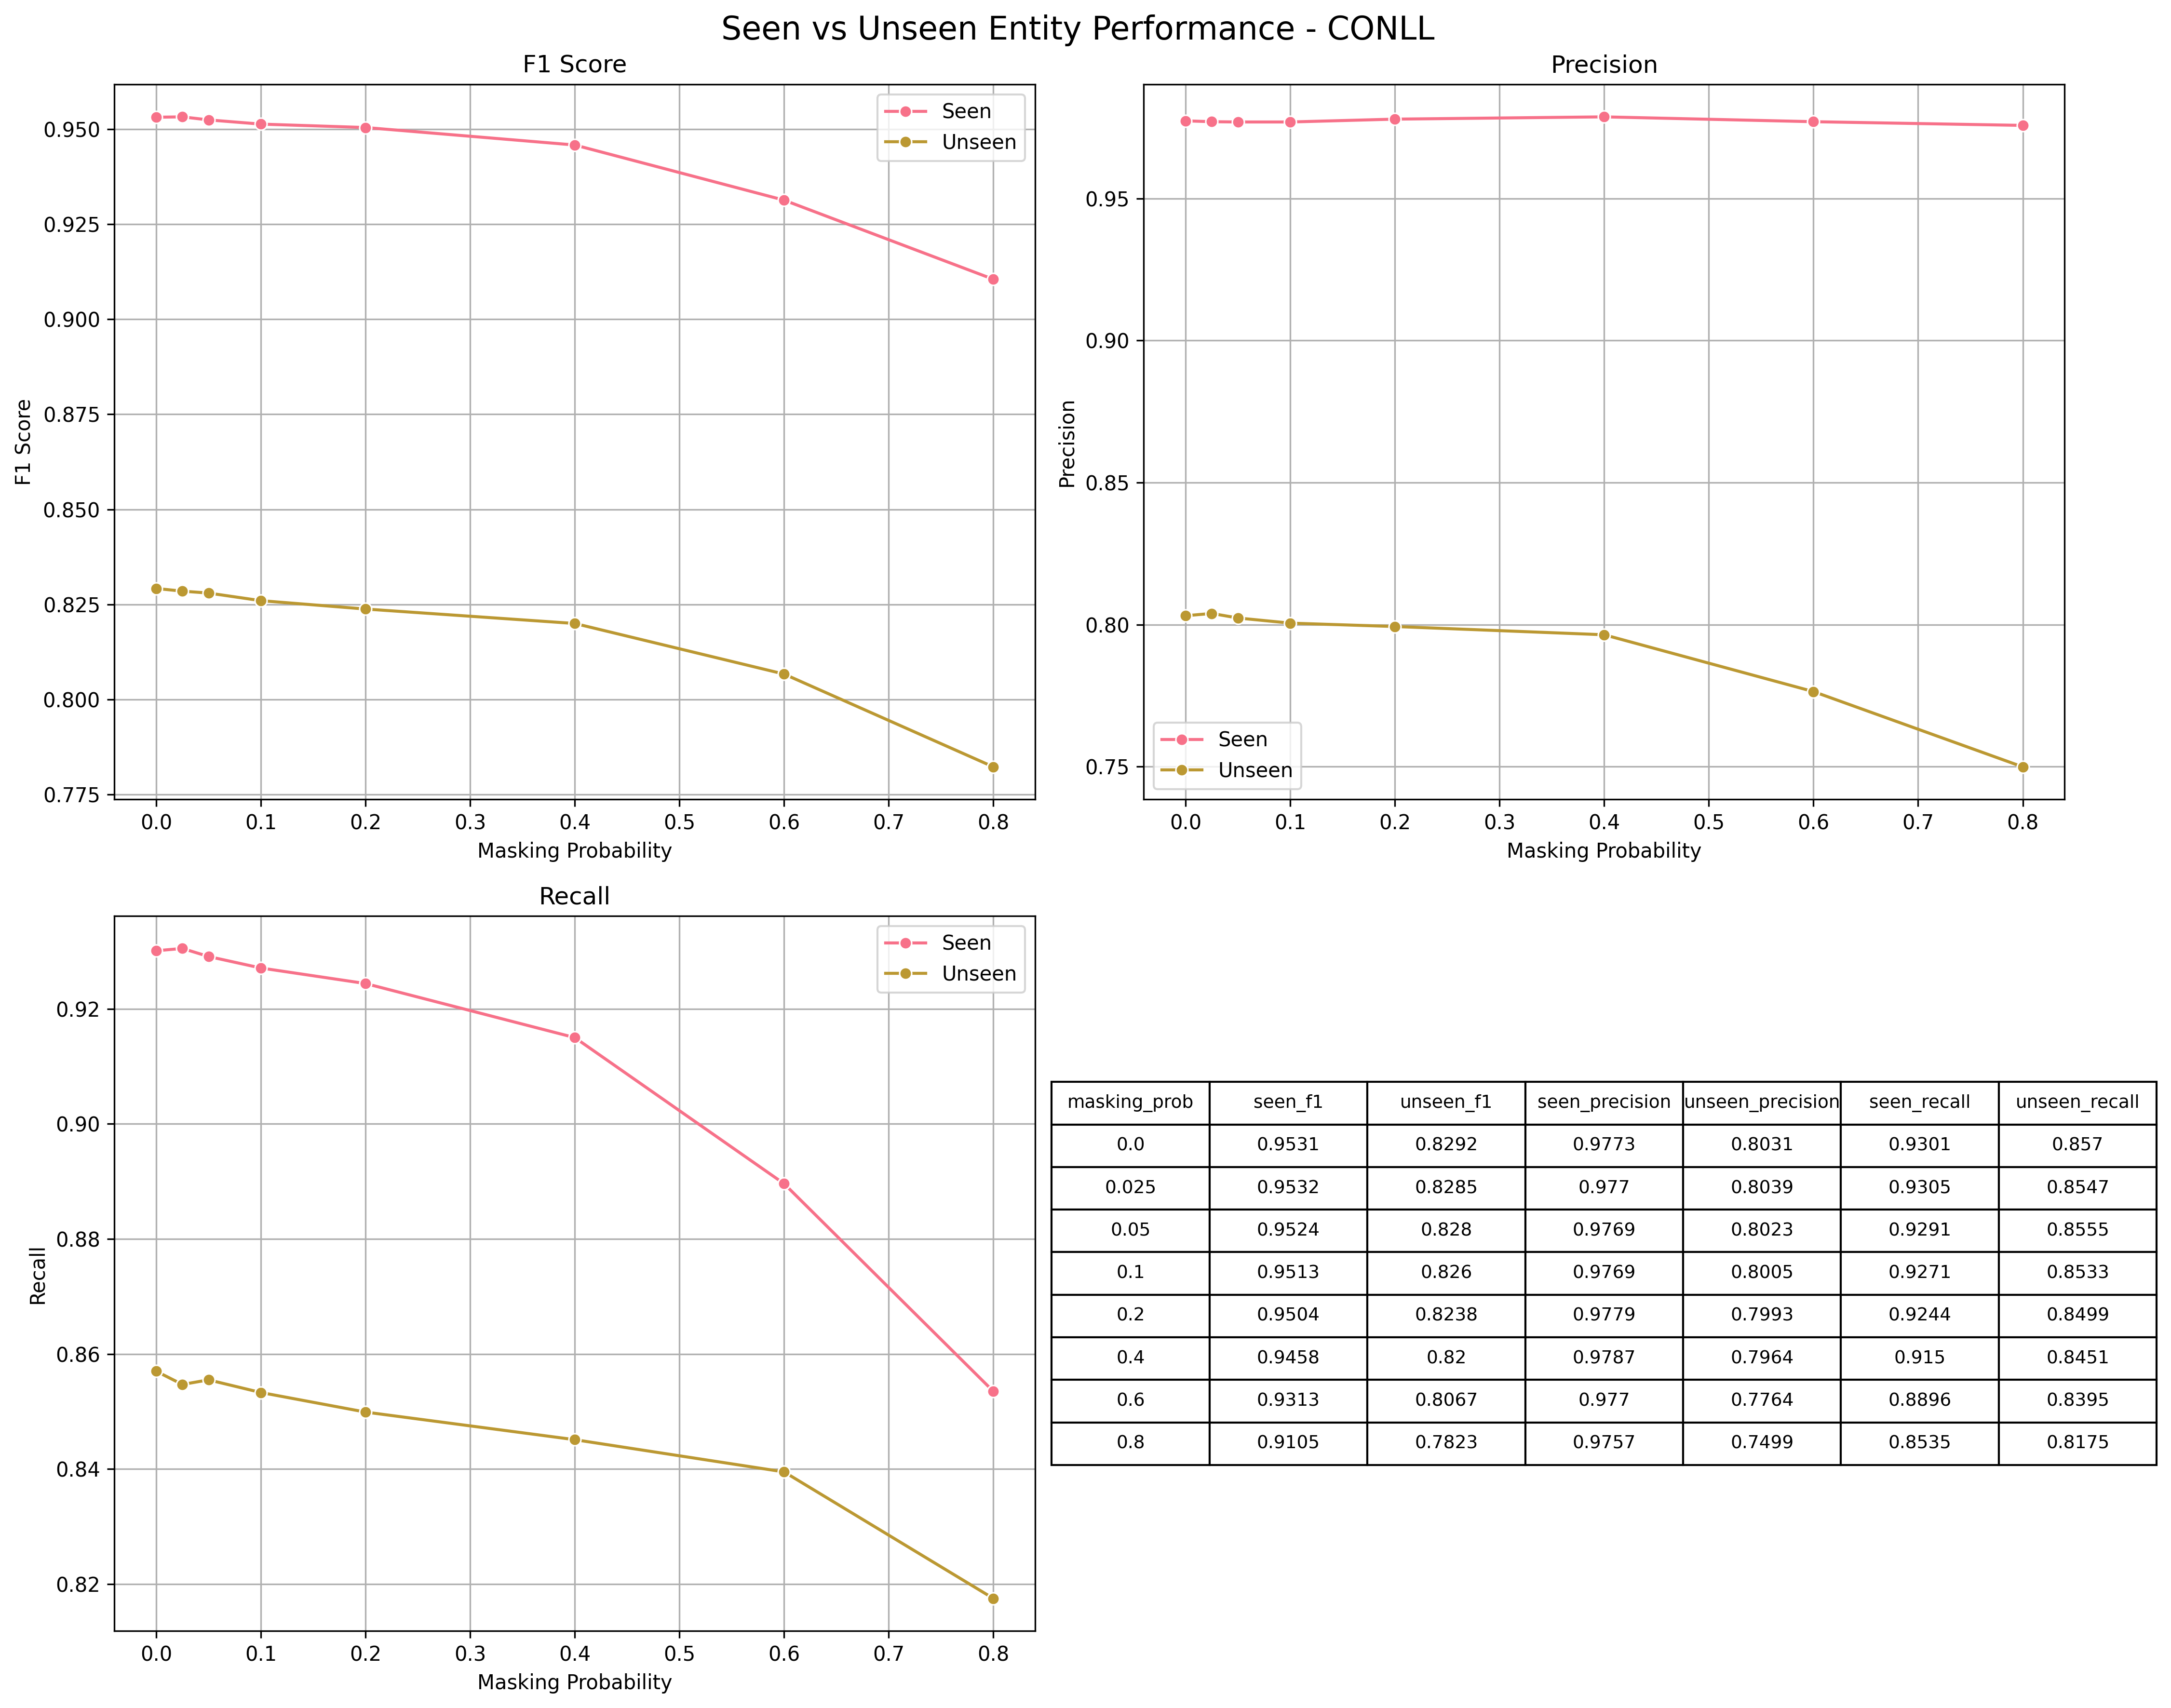 Seen vs Unseen Entity Performance - CONLL
F1 Score
Seen
Unseen
0.950
0.925
0.900
0.875
0.850
0.825
0.800
0.775
F1 Score
0.0 0.1 0.2 0.3 0.4 0.5 0.6 0.7 0.8
Masking Probability
Precision
0.95
0.90
0.85
0.80
0.75
Precision
Seen
Unseen
0.0 0.1 0.2 0.3 0.4 0.5 0.6 0.7 0.8
Masking Probability
Recall
Seen
Unseen
0.92
0.90
0.88
0.86
0.84
0.82
Recall
0.0 0.1 0.2 0.3 0.4 0.5 0.6 0.7 0.8
Masking Probability
masking_prob seen_f1 unseen_f1 seen_precision unseen_precision seen_recall unseen_recall
0.0 0.9531 0.8292 0.9773 0.8031 0.9301 0.857
0.025 0.9532 0.8285 0.977 0.8039 0.9305 0.8547
0.05 0.9524 0.828 0.9769 0.8023 0.9291 0.8555
0.1 0.9513 0.826 0.9769 0.8005 0.9271 0.8533
0.2 0.9504 0.8238 0.9779 0.7993 0.9244 0.8499
0.4 0.9458 0.82 0.9787 0.7964 0.915 0.8451
0.6 0.9313 0.8067 0.977 0.7764 0.8896 0.8395
0.8 0.9105 0.7823 0.9757 0.7499 0.8535 0.8175